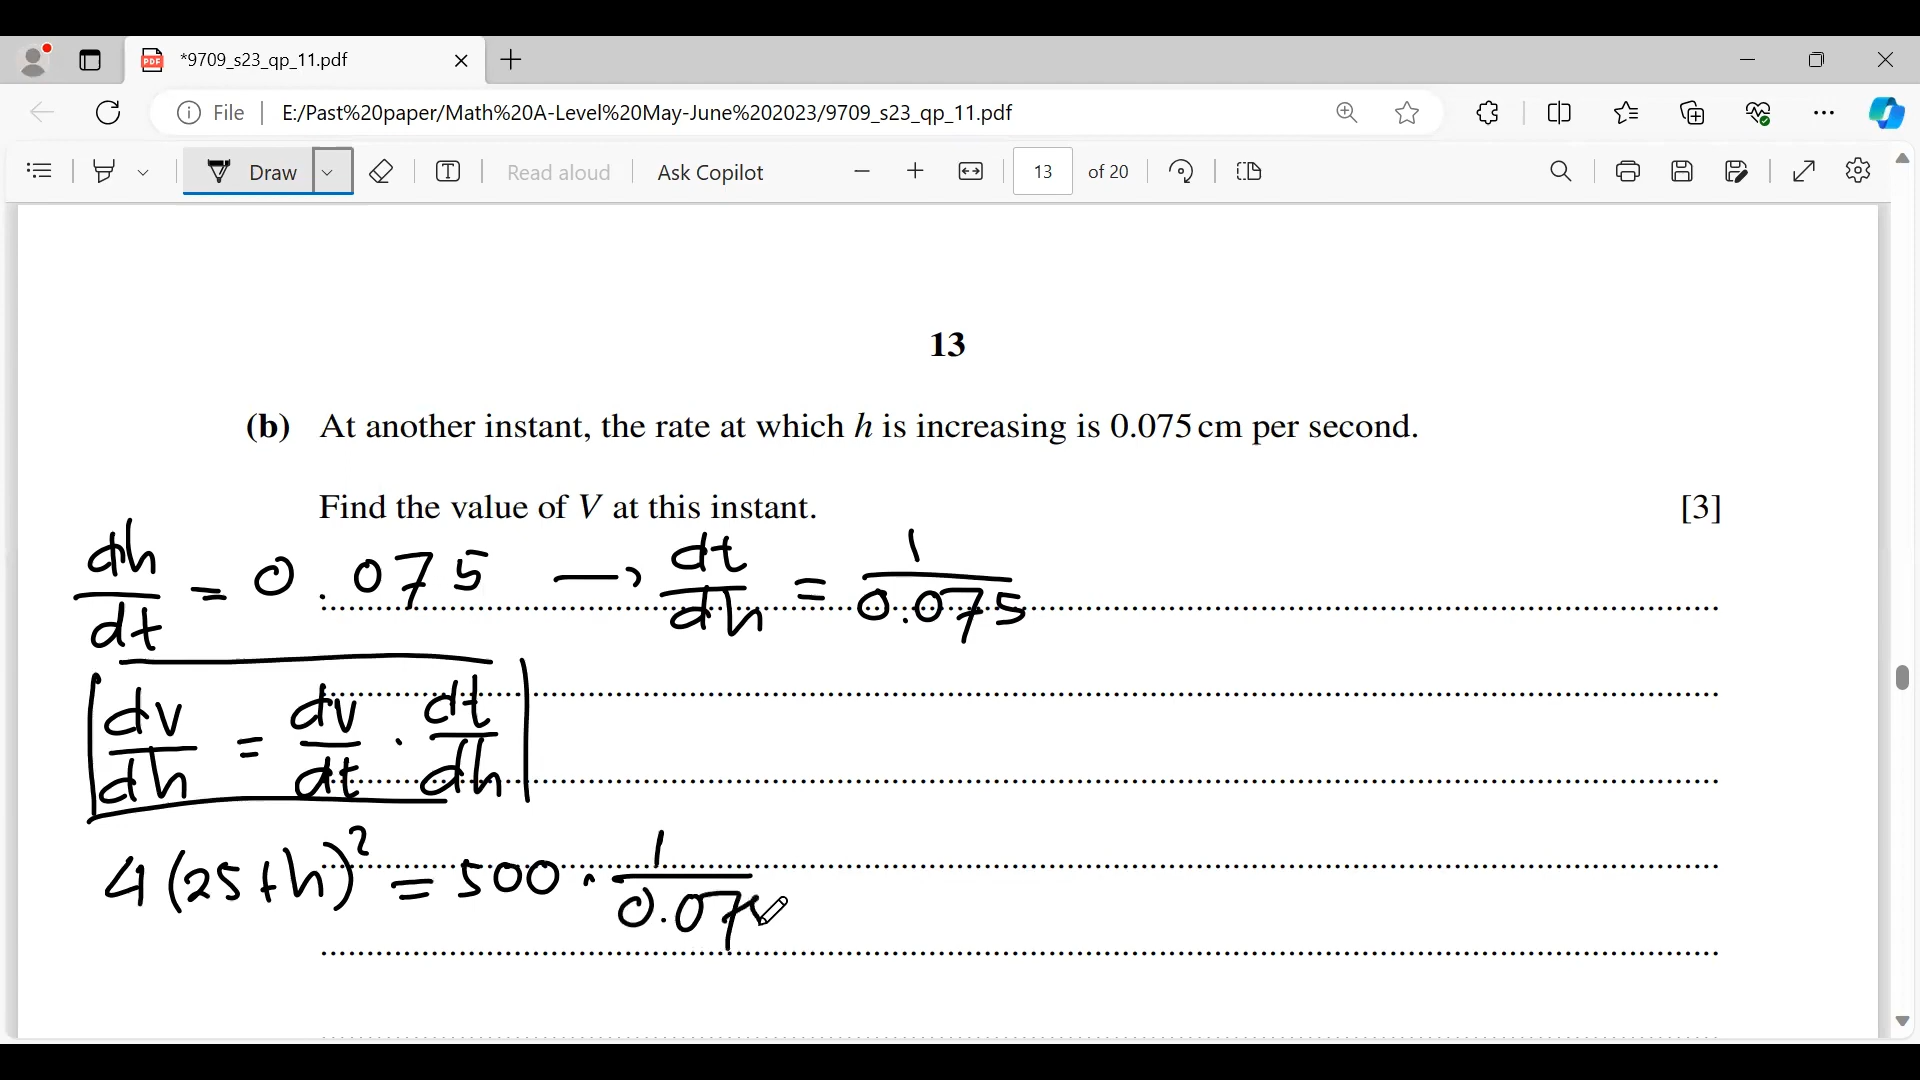 *9709_s23_qp_11.pdf
File | E:/Past%20paper/Math%20A-Level%20May-June%202023/9709_s23_qp_11.pdf
Draw Read aloud Ask Copilot 13 of 20
13
(b) At another instant, the rate at which h is increasing is 0.075 cm per second.
Find the value of V at this instant. [3]
dh/dt = 0.075 → dt/dh = 1/0.075
dv/dh = dv/dt · dt/dh
4(25+h)² = 500 · 1/0.07